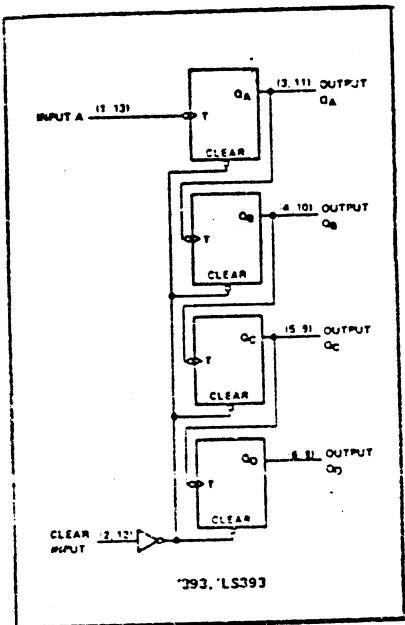 QA (3, 11) OUTPUT
QA
INPUT A (1, 13) T
CLEAR
QB (4, 10) OUTPUT
QB
T
CLEAR
QC (5, 9) OUTPUT
QC
T
CLEAR
QD (6, 8) OUTPUT
QD
T
CLEAR
CLEAR (2, 12)
INPUT
'393, 'LS393